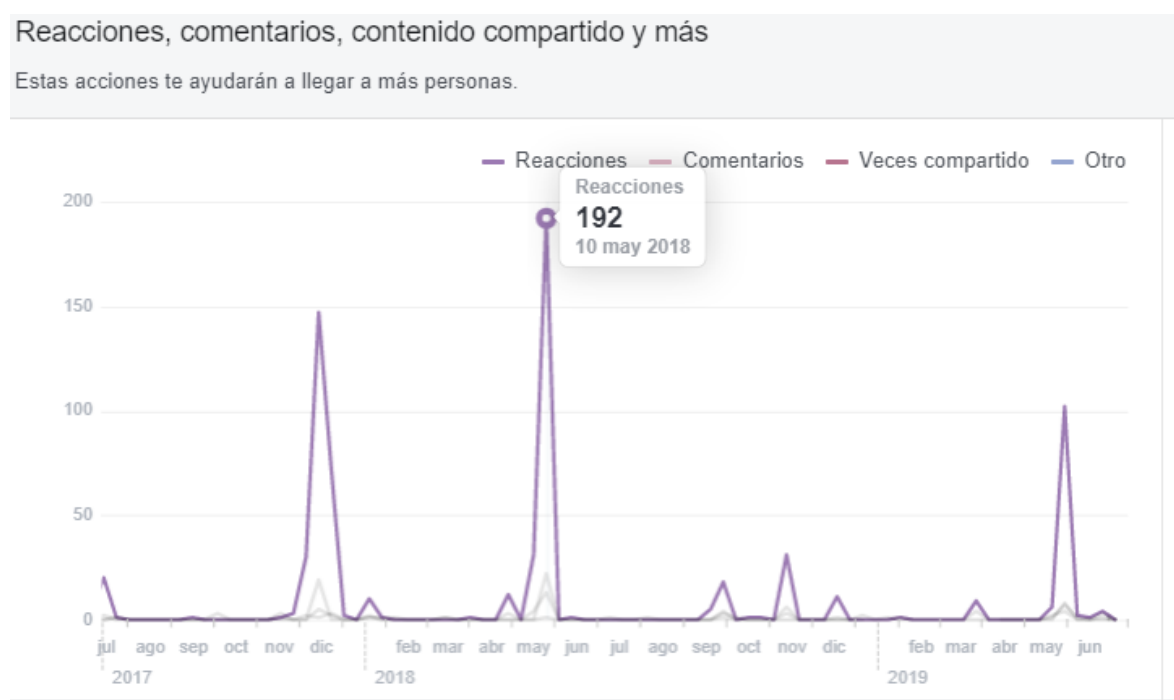 Reacciones, comentarios, contenido compartido y más
Estas acciones te ayudarán a llegar a más personas.
Reacciones Comentarios Veces compartido Otro
Reacciones
192
10 may 2018
200
150
100
50
0
jul ago sep oct nov dic feb mar abr may jun jul ago sep oct nov dic feb mar abr may jun
2017 2018 2019